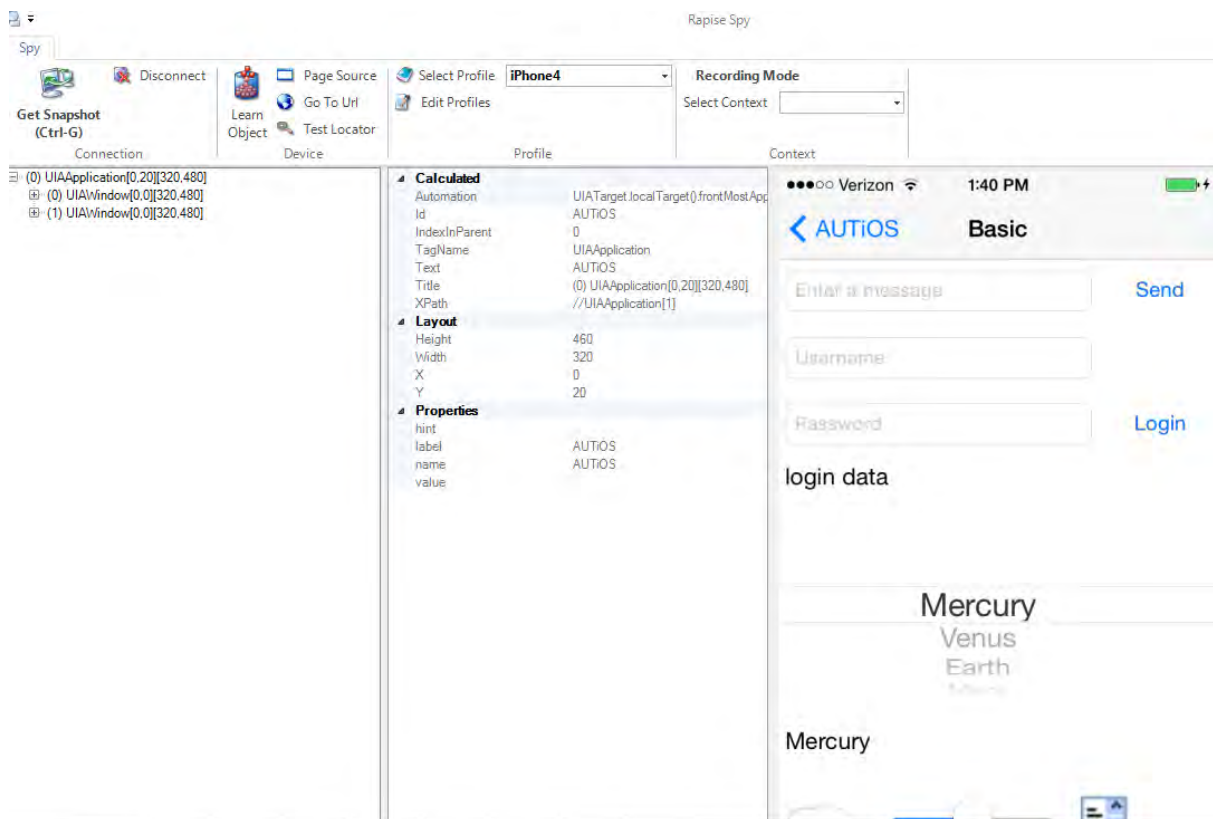 Rapise Spy
Spy
Get Snapshot
(Ctrl-G)
Disconnect
Connection
Learn
Object
Page Source
Go To Url
Test Locator
Device
Select Profile iPhone4
Edit Profiles
Profile
Recording Mode
Select Context
Context
(0) UIAApplication[0,20][320,480]
(0) UIAWindow[0,0][320,480]
(1) UIAWindow[0,0][320,480]
Calculated
Automation UIATarget.localTarget().frontMostApp
Id AUTiOS
IndexInParent 0
TagName UIAApplication
Text AUTiOS
Title (0) UIAApplication[0,20][320,480]
XPath //UIAApplication[1]
Layout
Height 460
Width 320
X 0
Y 20
Properties
hint
label AUTiOS
name AUTiOS
value
Verizon 1:40 PM
AUTiOS Basic
Enter a message Send
Username
Password Login
login data
Mercury
Venus
Earth
Mercury